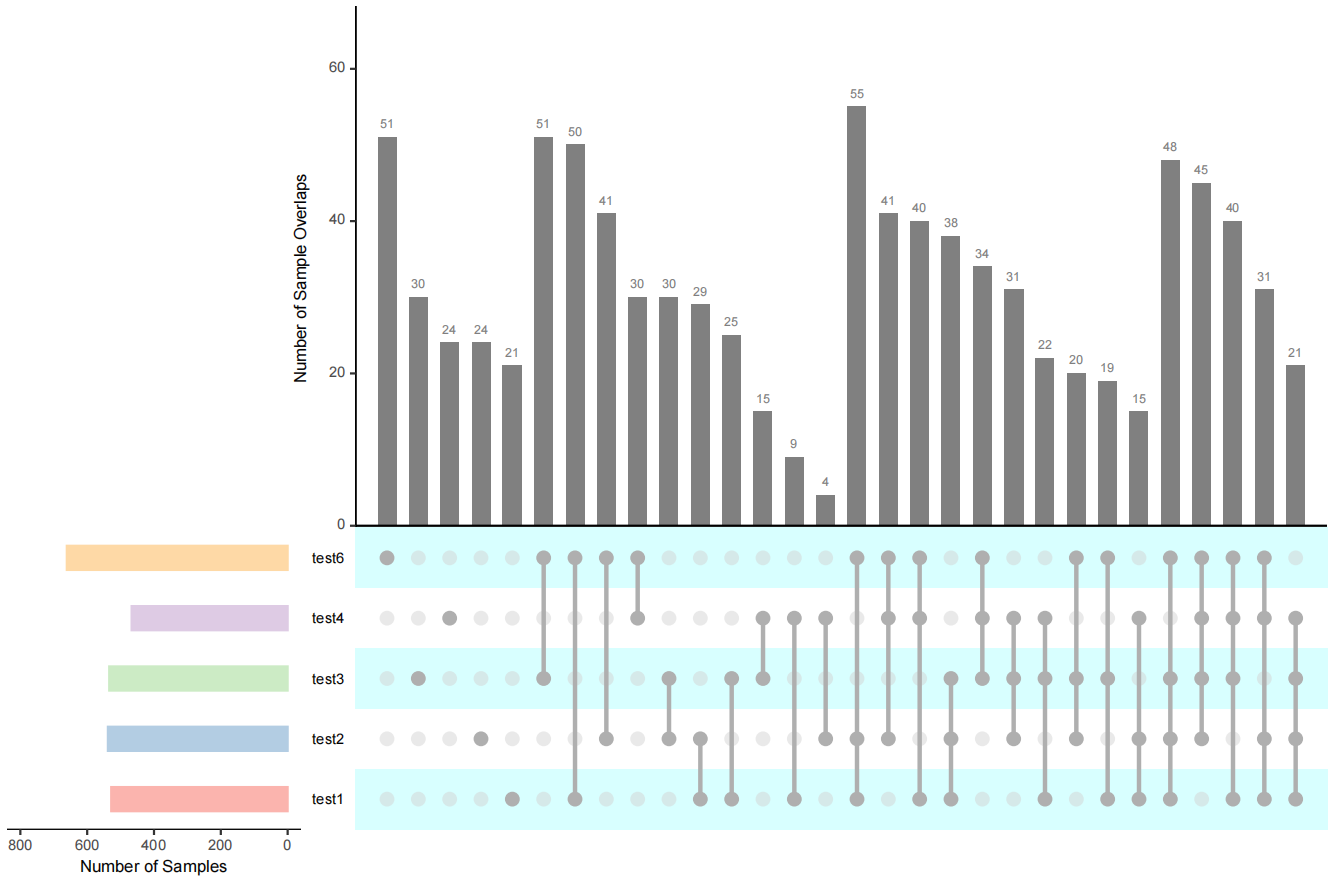 60
40
20
0
Number of Sample Overlaps
51 30 24 24 21 51 50 41 30 30 29 25 15 9 4 55 41 40 38 34 31 22 20 19 15 48 45 40 31 21
test6
test4
test3
test2
test1
800 600 400 200 0
Number of Samples